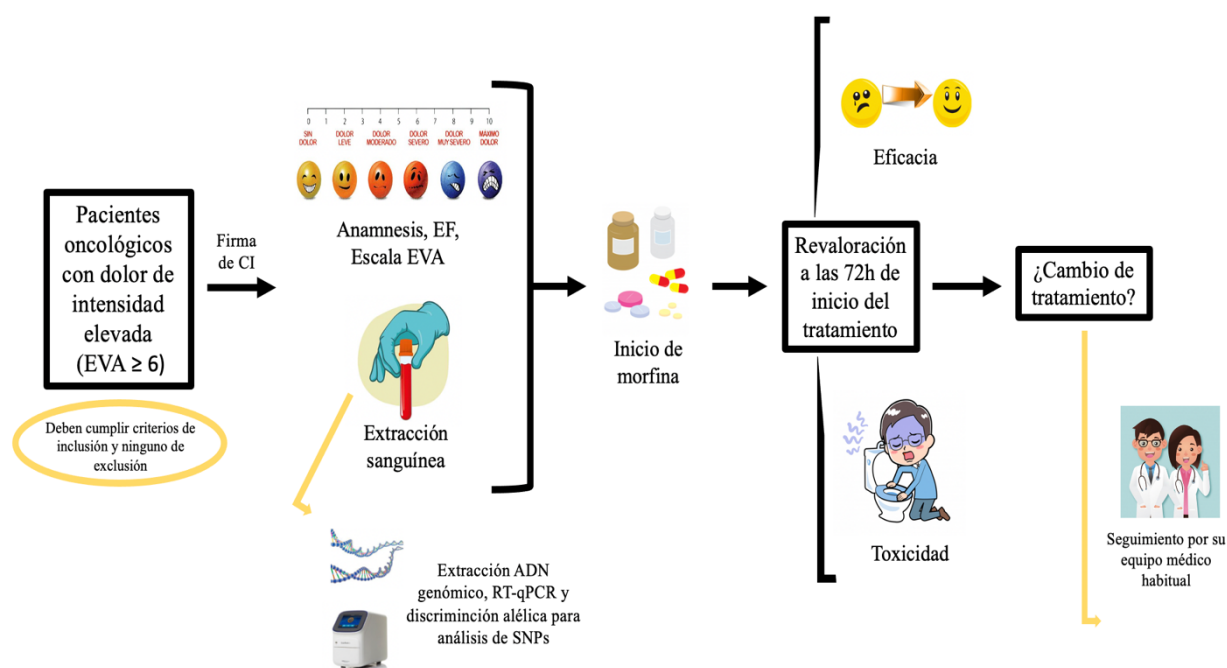 Pacientes
oncológicos
con dolor de
intensidad
elevada
(EVA ≥ 6)
Deben cumplir criterios de
inclusión y ninguno de
exclusión
Firma
de CI
0 1 2 3 4 5 6 7 8 9 10
SIN DOLOR
DOLOR LEVE
DOLOR MODERADO
DOLOR SEVERO
DOLOR MUY SEVERO
MAXIMO DOLOR
Anamnesis, EF,
Escala EVA
Extracción
sanguínea
Extracción ADN
genómico, RT-qPCR y
discriminción alélica para
análisis de SNPs
Inicio de
morfina
Eficacia
Revaloración
a las 72h de
inicio del
tratamiento
Toxicidad
¿Cambio de
tratamiento?
Seguimiento por su
equipo médico
habitual